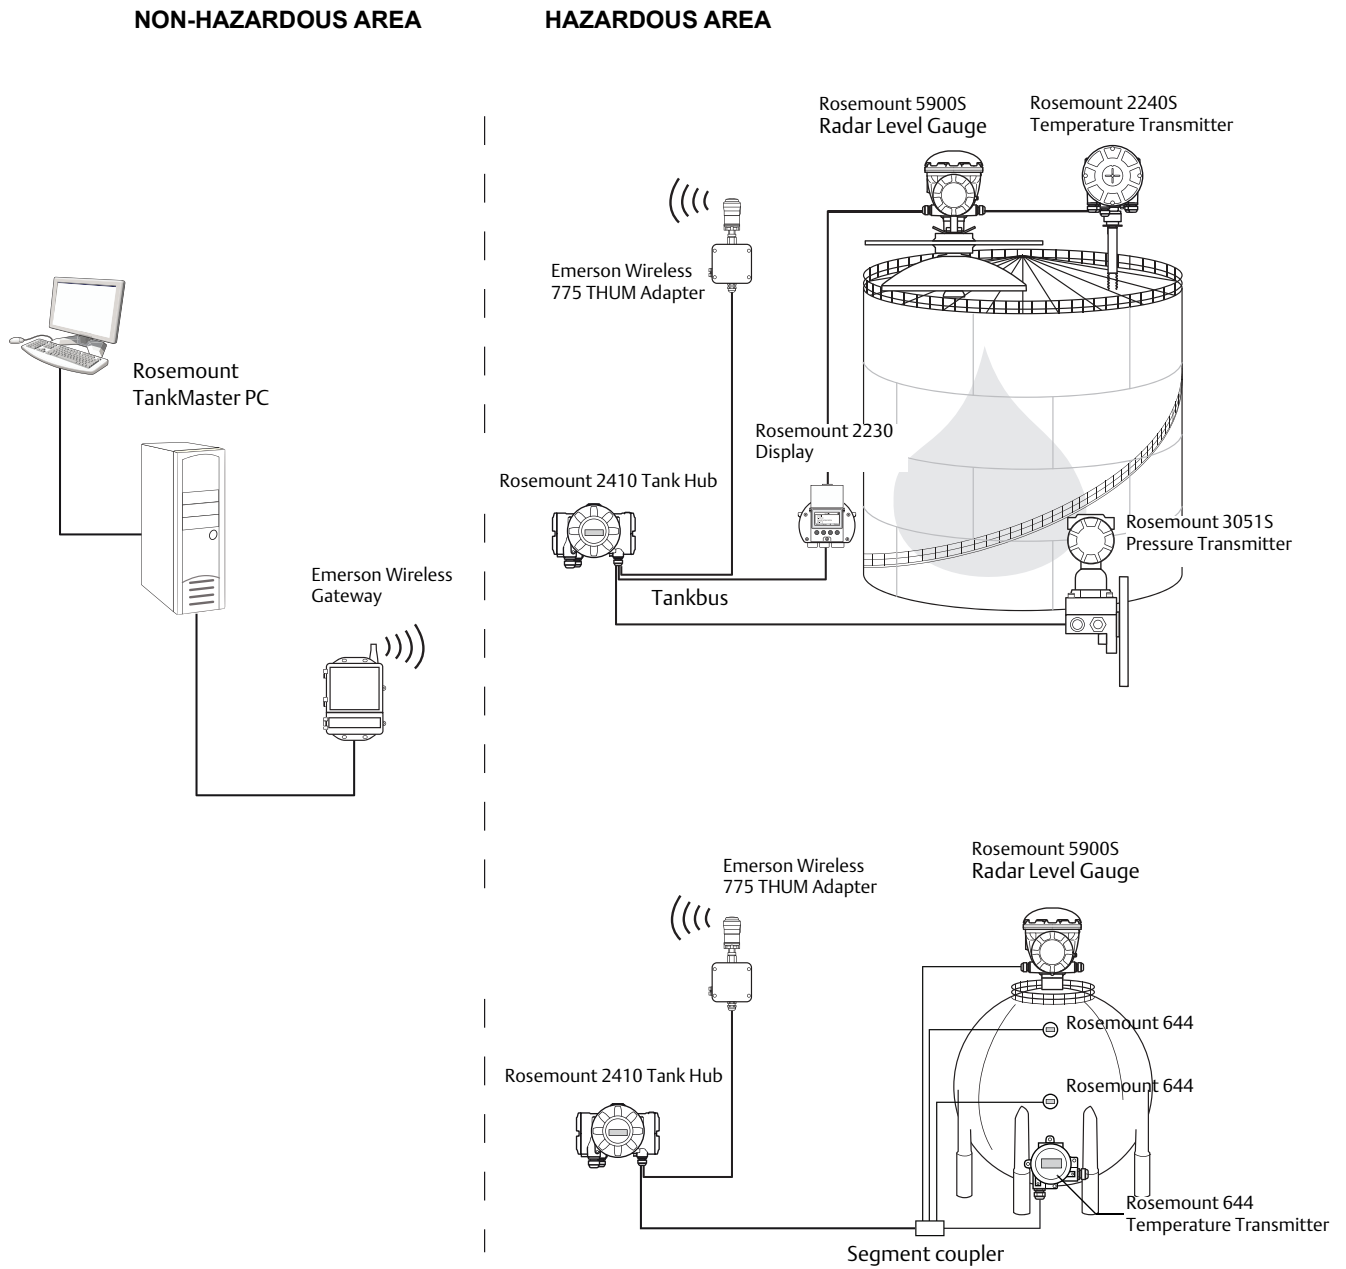 NON-HAZARDOUS AREA
HAZARDOUS AREA
Rosemount 5900S
Radar Level Gauge
Rosemount 2240S
Temperature Transmitter
Emerson Wireless
775 THUM Adapter
Rosemount
TankMaster PC
Rosemount 2230
Display
Rosemount 2410 Tank Hub
Rosemount 3051S
Pressure Transmitter
Emerson Wireless
Gateway
Tankbus
Rosemount 5900S
Radar Level Gauge
Emerson Wireless
775 THUM Adapter
Rosemount 644
Rosemount 2410 Tank Hub
Rosemount 644
Rosemount 644
Temperature Transmitter
Segment coupler